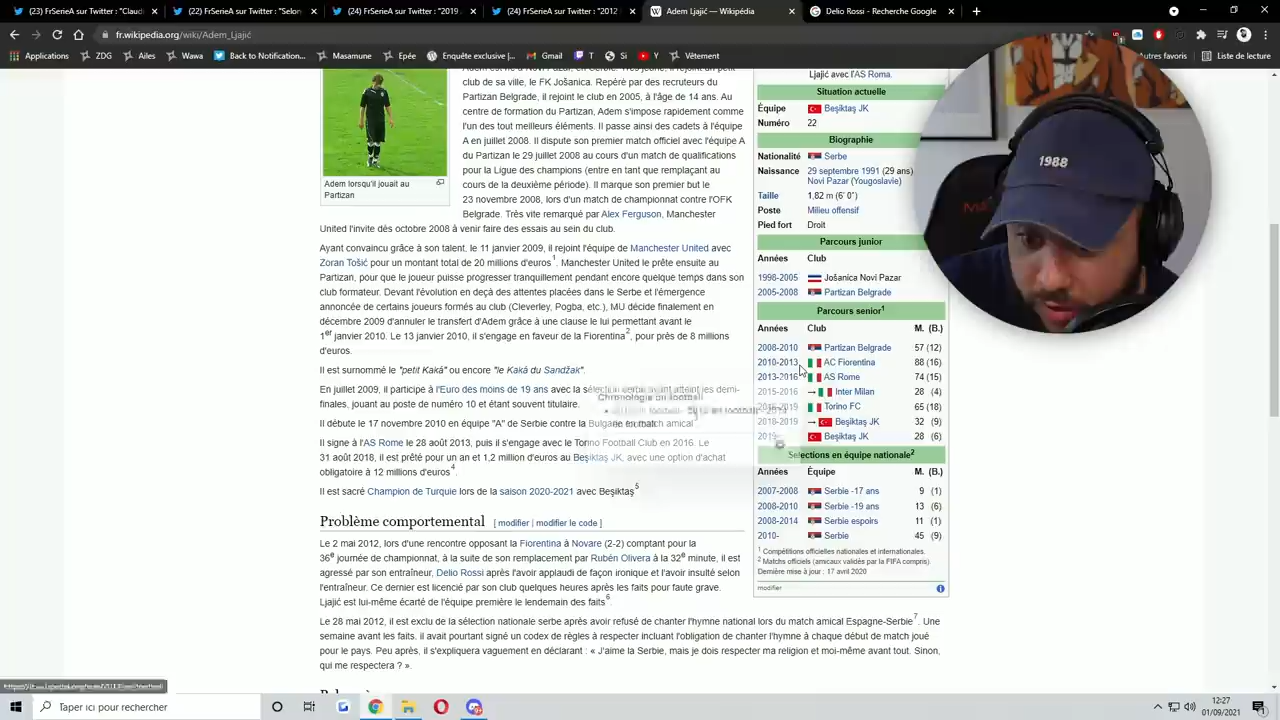 (22) FrSerieTV sur Twitter : "Claud
(22) FrSerieTV sur Twitter : "Selon
(24) FFArsenal sur Twitter : "2019
(24) FFArsenal sur Twitter : "2012
Adem Ljajić — Wikipédia
Delio Rossi - Recherche Google
fr.wikipedia.org/wiki/Adem_Ljajić
Applications
ZDG
Ailes
Wawa
Back to Notification...
Masamune
Epée
Enquête exclusive...
Gmail
T
Si
Y
Vêtement
Autres favoris
Liste de lecture
club de sa ville, le FK Jošanica. Repéré par des recruteurs du
Partizan Belgrade, il rejoint le club en 2005, à l'âge de 14 ans. Au
centre de formation du Partizan, Adem s'impose rapidement comme
l'un des tout meilleurs éléments. Il passe ainsi des cadets à l'équipe
A en juillet 2008. Il dispute son premier match officiel avec l'équipe A
du Partizan le 29 juillet 2008 au cours d'un match de qualifications
pour la Ligue des champions (entre en tant que remplaçant au
cours de la deuxième période). Il marque son premier but le
23 novembre 2008, lors d'un match de championnat contre l'OFK
Belgrade. Très vite remarqué par Alex Ferguson, Manchester
Adem lorsqu'il jouait au
Partizan
United l'invite dès octobre 2008 à venir faire des essais au sein du club.
Ayant convaincu grâce à son talent, le 11 janvier 2009, il rejoint l'équipe de Manchester United avec
Zoran Tošić pour un montant total de 20 millions d'euros1. Manchester United le prête ensuite au
Partizan, pour que le joueur puisse progresser tranquillement pendant encore quelque temps dans son
club formateur. Devant l'évolution en deçà des attentes placées dans le Serbe et l'émergence
annoncée de certains joueurs formés au club (Cleverley, Pogba, etc.), MU décide finalement en
décembre 2009 d'annuler le transfert d'Adem grâce à une clause le lui permettant avant le
1er janvier 2010. Le 13 janvier 2010, il s'engage en faveur de la Fiorentina2, pour près de 8 millions
d'euros.
Il est surnommé le "petit Kaká" ou encore "le Kaká du Sandžak".
En juillet 2009, il participe à l'Euro des moins de 19 ans avec la sélection serbe avant atteint les demi-
finales, jouant au poste de numéro 10 et étant souvent titulaire.
Il débute le 17 novembre 2010 en équipe "A" de Serbie contre la Bulgarie en match amical
Il signe à l'AS Rome le 28 août 2013, puis il s'engage avec le Torino Football Club en 2016. Le
31 août 2018, il est prêté pour un an et 1,2 million d'euros au Beşiktaş JK, avec une option d'achat
obligatoire à 12 millions d'euros4.
Il est sacré Champion de Turquie lors de la saison 2020-2021 avec Beşiktaş5
Problème comportemental [ modifier | modifier le code ]
Le 2 mai 2012, lors d'une rencontre opposant la Fiorentina à Novare (2-2) comptant pour la
36e journée de championnat, à la suite de son remplacement par Rubén Olivera à la 32e minute, il est
agressé par son entraîneur, Delio Rossi après l'avoir applaudi de façon ironique et l'avoir insulté selon
l'entraîneur. Ce dernier est licencié par son club quelques heures après les faits pour faute grave.
Ljajić est lui-même écarté de l'équipe première le lendemain des faits6.
Le 28 mai 2012, il est exclu de la sélection nationale serbe après avoir refusé de chanter l'hymne national lors du match amical Espagne-Serbie7. Une
semaine avant les faits. il avait pourtant signé un codex de règles à respecter incluant l'obligation de chanter l'hymne à chaque début de match joué
pour le pays. Peu après, il s'expliquera vaguement en déclarant : « J'aime la Serbie, mais je dois respecter ma religion et moi-même avant tout. Sinon,
qui me respectera ? ».
Ljajić avec l'AS Roma.
Situation actuelle
Équipe Beşiktaş JK
Numéro 22
Biographie
Nationalité Serbe
Naissance 29 septembre 1991 (29 ans)
Novi Pazar (Yougoslavie)
Taille 1,82 m (6′ 0″)
Poste Milieu offensif
Pied fort Droit
Parcours junior
Années Club
1998-2005 Jošanica Novi Pazar
2005-2008 Partizan Belgrade
Parcours senior1
Années Club M. (B.)
2008-2010 Partizan Belgrade 57 (12)
2010-2013 AC Fiorentina 88 (16)
2013-2016 AS Rome 74 (15)
2015-2016 → Inter Milan 28 (4)
2016-2019 Torino FC 65 (18)
2018-2019 → Beşiktaş JK 32 (9)
2019- Beşiktaş JK 28 (6)
Sélections en équipe nationale2
Années Équipe M. (B.)
2007-2008 Serbie -17 ans 9 (1)
2008-2010 Serbie -19 ans 13 (6)
2008-2014 Serbie espoirs 11 (1)
2010- Serbie 45 (9)
1 Compétitions officielles nationales et internationales.
2 Matchs officiels (amicaux validés par la FIFA compris).
Dernière mise à jour : 17 avril 2020
modifier
1988
Taper ici pour rechercher
12:27
01/09/2021